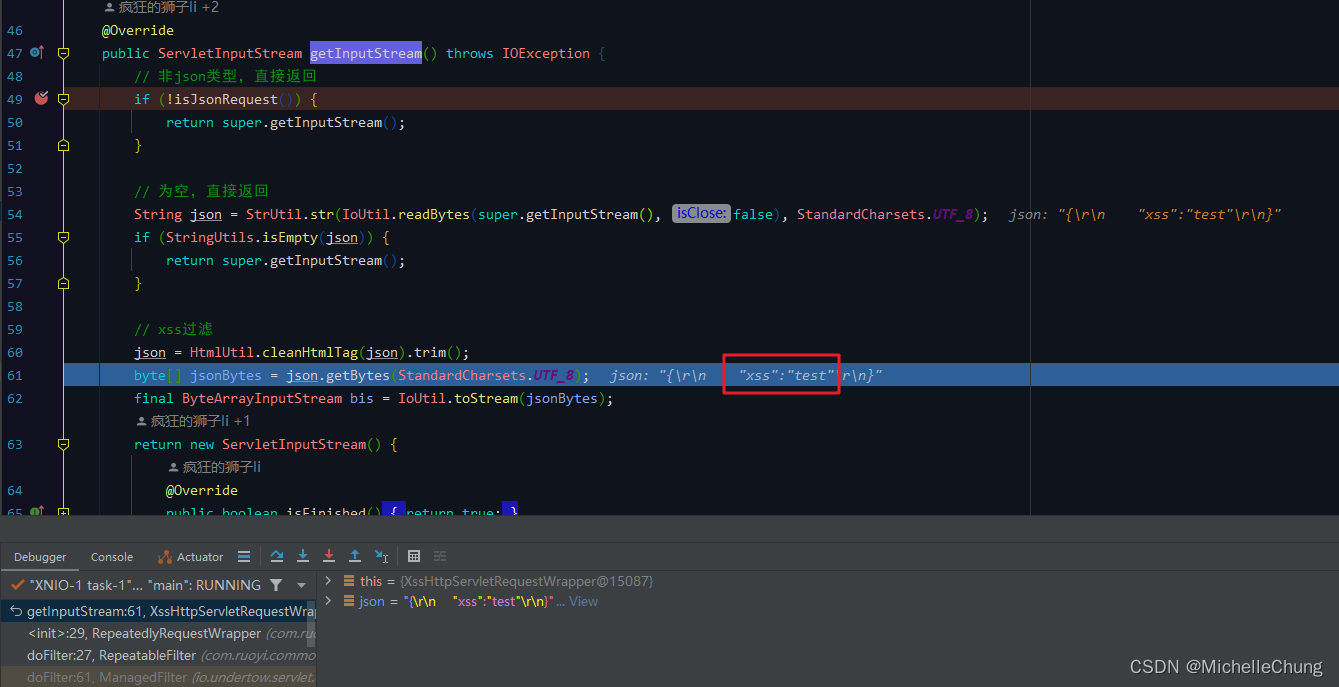 疯狂的狮子li +2
46 @Override
47 public ServletInputStream getInputStream() throws IOException {
48 // 非json类型，直接返回
49 if (!isJsonRequest()) {
50 return super.getInputStream();
51 }
52
53 // 为空，直接返回
54 String json = StrUtil.str(IoUtil.readBytes(super.getInputStream(), isClose: false), StandardCharsets.UTF_8); json: "{\r\n "xss":"test"\r\n}"
55 if (StringUtils.isEmpty(json)) {
56 return super.getInputStream();
57 }
58
59 // xss过滤
60 json = HtmlUtil.cleanHtmlTag(json).trim();
61 byte[] jsonBytes = json.getBytes(StandardCharsets.UTF_8); json: "{\r\n "xss":"test"\r\n}"
62 final ByteArrayInputStream bis = IoUtil.toStream(jsonBytes);
疯狂的狮子li +1
63 return new ServletInputStream() {
疯狂的狮子li
64 @Override
65 public boolean isFinished() { return true; }
Debugger Console Actuator
"XNIO-1 task-1"... "main": RUNNING
this = {XssHttpServletRequestWrapper@15087}
json = "{\r\n "xss":"test"\r\n}" ... View
getInputStream:61, XssHttpServletRequestWrap
<init>:29, RepeatedlyRequestWrapper (com.ruo
doFilter:27, RepeatableFilter (com.ruoyi.commo
doFilter:61, ManagedFilter (io.undertow.servlet.
CSDN @MichelleChung